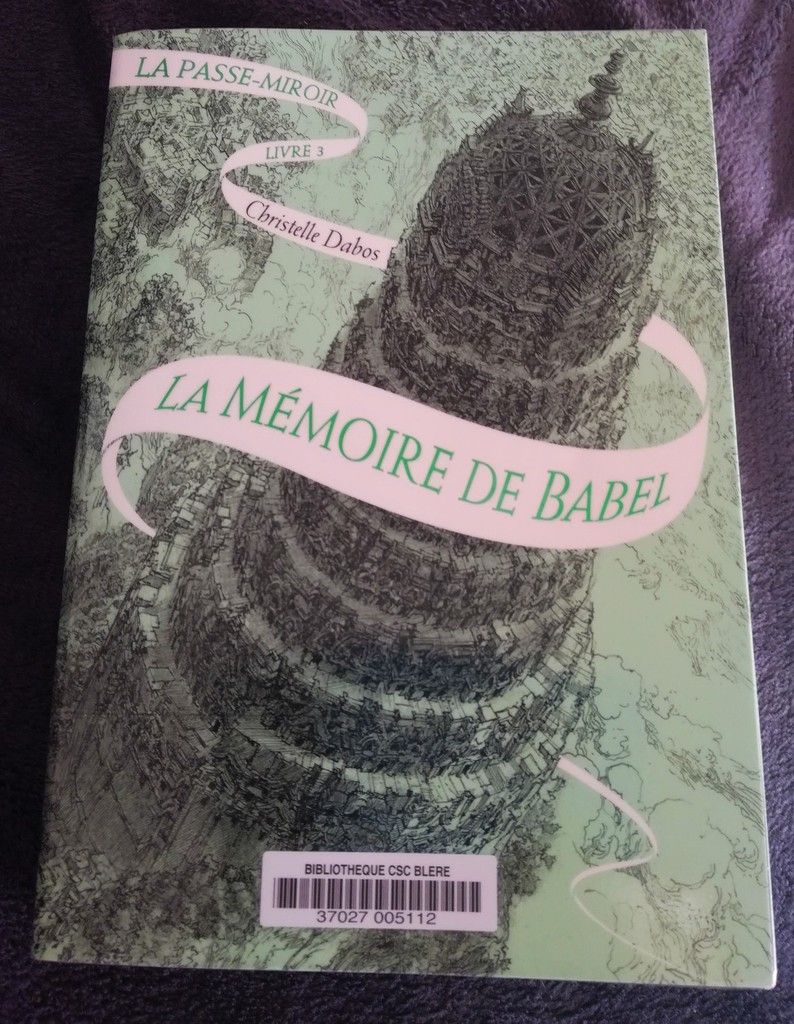 LA PASSE-MIROIR
LIVRE 3
Christelle Dabos
LA MÉMOIRE DE BABEL
BIBLIOTHEQUE CSC BLERE
37027 005112